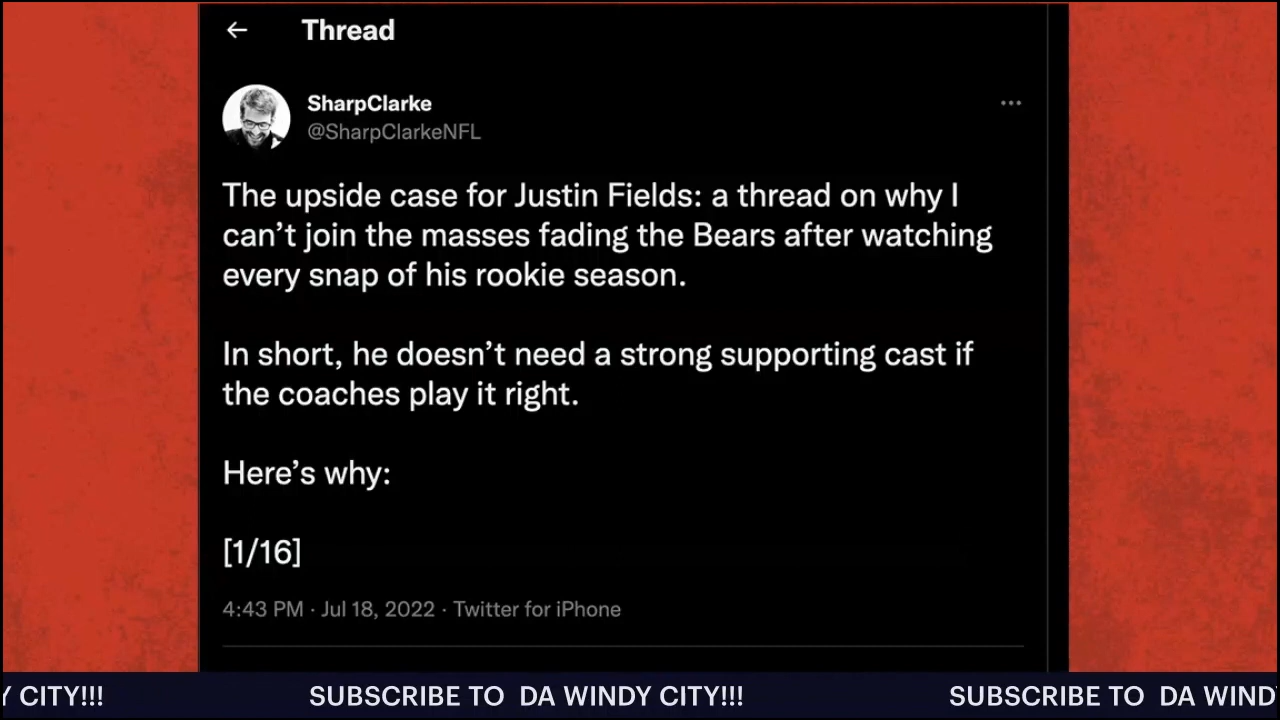 Thread
SharpClarke
@SharpClarkeNFL
The upside case for Justin Fields: a thread on why I
can’t join the masses fading the Bears after watching
every snap of his rookie season.
In short, he doesn’t need a strong supporting cast if
the coaches play it right.
Here’s why:
[1/16]
4:43 PM · Jul 18, 2022 · Twitter for iPhone
Y CITY!!! SUBSCRIBE TO DA WINDY CITY!!! SUBSCRIBE TO DA WIND